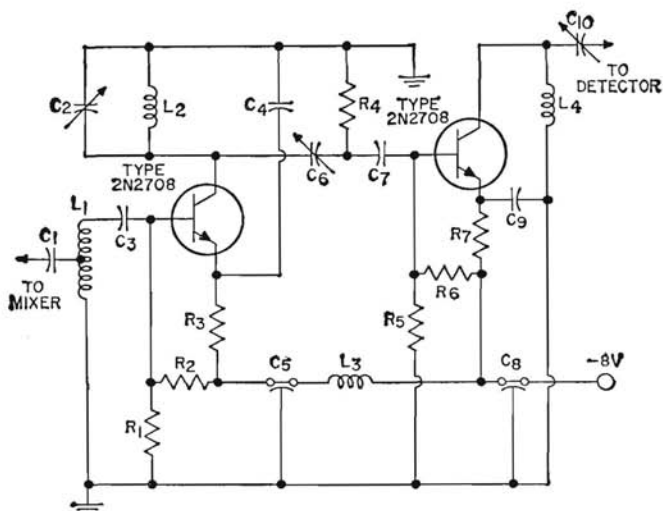 C10
TO
DETECTOR
C2
L2
C4
R4
TYPE
2N2708
L4
TYPE
2N2708
C6
C7
C9
L1
C1
C3
R7
R6
TO
MIXER
R3
R5
R2
C5
L3
C8
-8V
R1